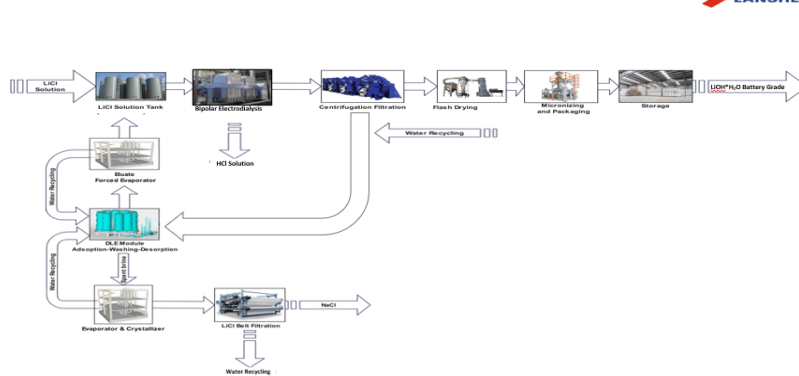 LiCl
Solution
LiCl Solution Tank
Bipolar Electrodialysis
Centrifugation Filtration
Flash Drying
Micronizing
and Packaging
Storage
LiOH*H2O Battery Grade
Water Recycling
HCl Solution
Eluate
Forced Evaporator
Water Recycling
DLE Module
Adsoption-Washing-Desorption
Water Recycling
Spent brine
Evaporator & Crystallizer
LiCl Belt Filtration
NaCl
Water Recycling